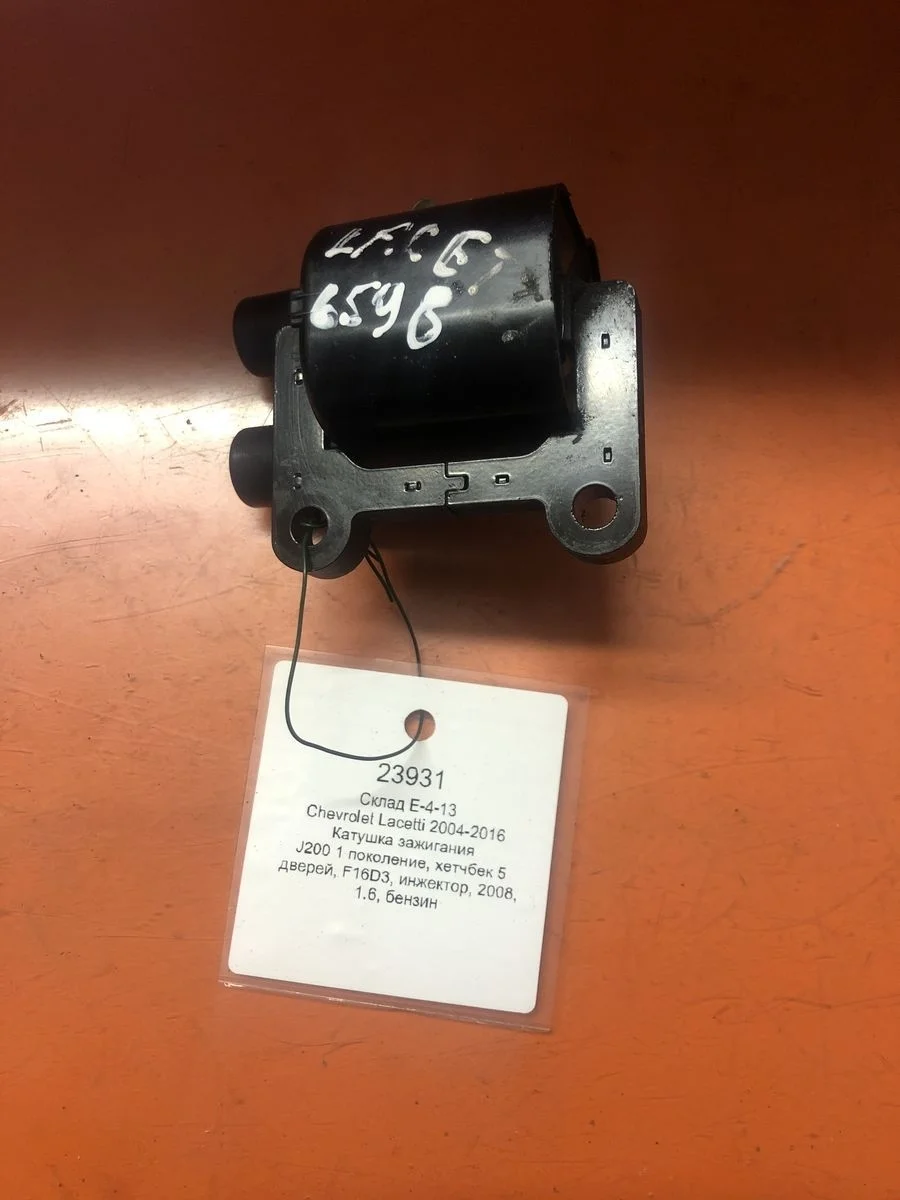 659 в
23931
Склад Е-4-13
Chevrolet Lacetti 2004-2016
Катушка зажигания
J200 1 поколение, хетчбек 5
дверей, F16D3, инжектор, 2008,
1.6, бензин